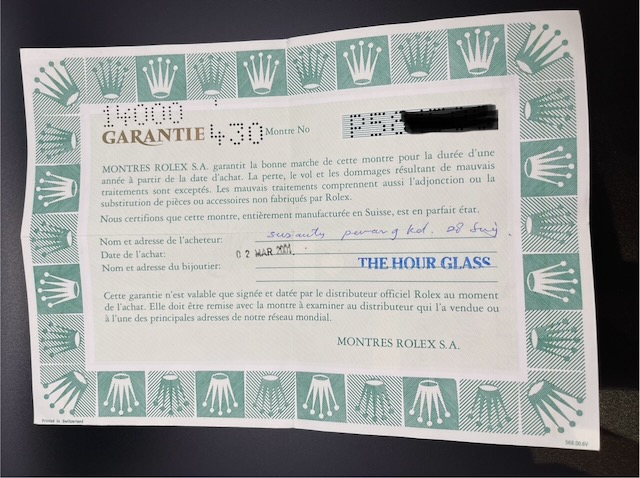 14000
GARANTIE 430 Montre No
MONTRES ROLEX S.A. garantit la bonne marche de cette montre pour la durée d'une
année à partir de la date d'achat. La perte, le vol et les dommages résultant de mauvais
traitements sont exceptés. Les mauvais traitements comprennent aussi l'adjonction ou la
substitution de pièces ou accessoires non fabriqués par Rolex.
Nous certifions que cette montre, entièrement manufacturée en Suisse, est en parfait état.
Nom et adresse de l'acheteur:
Date de l'achat: 02 MAR 2001
Nom et adresse du bijoutier: THE HOUR GLASS
Cette garantie n'est valable que signée et datée par le distributeur officiel Rolex au moment
de l'achat. Elle doit être remise avec la montre à examiner au distributeur qui l'a vendue ou
à l'une des principales adresses de notre réseau mondial.
MONTRES ROLEX S.A.
Printed in Switzerland